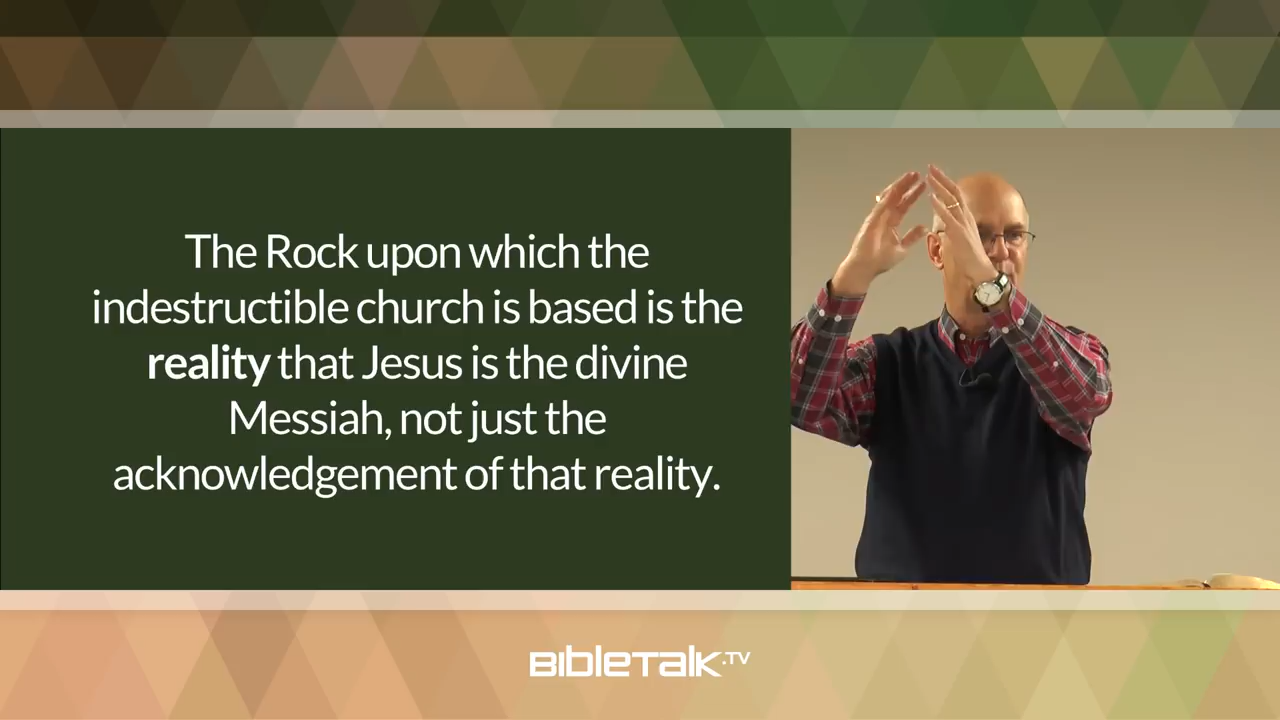 The Rock upon which the
indestructible church is based is the
reality that Jesus is the divine
Messiah, not just the
acknowledgement of that reality.
BibleTalk.TV